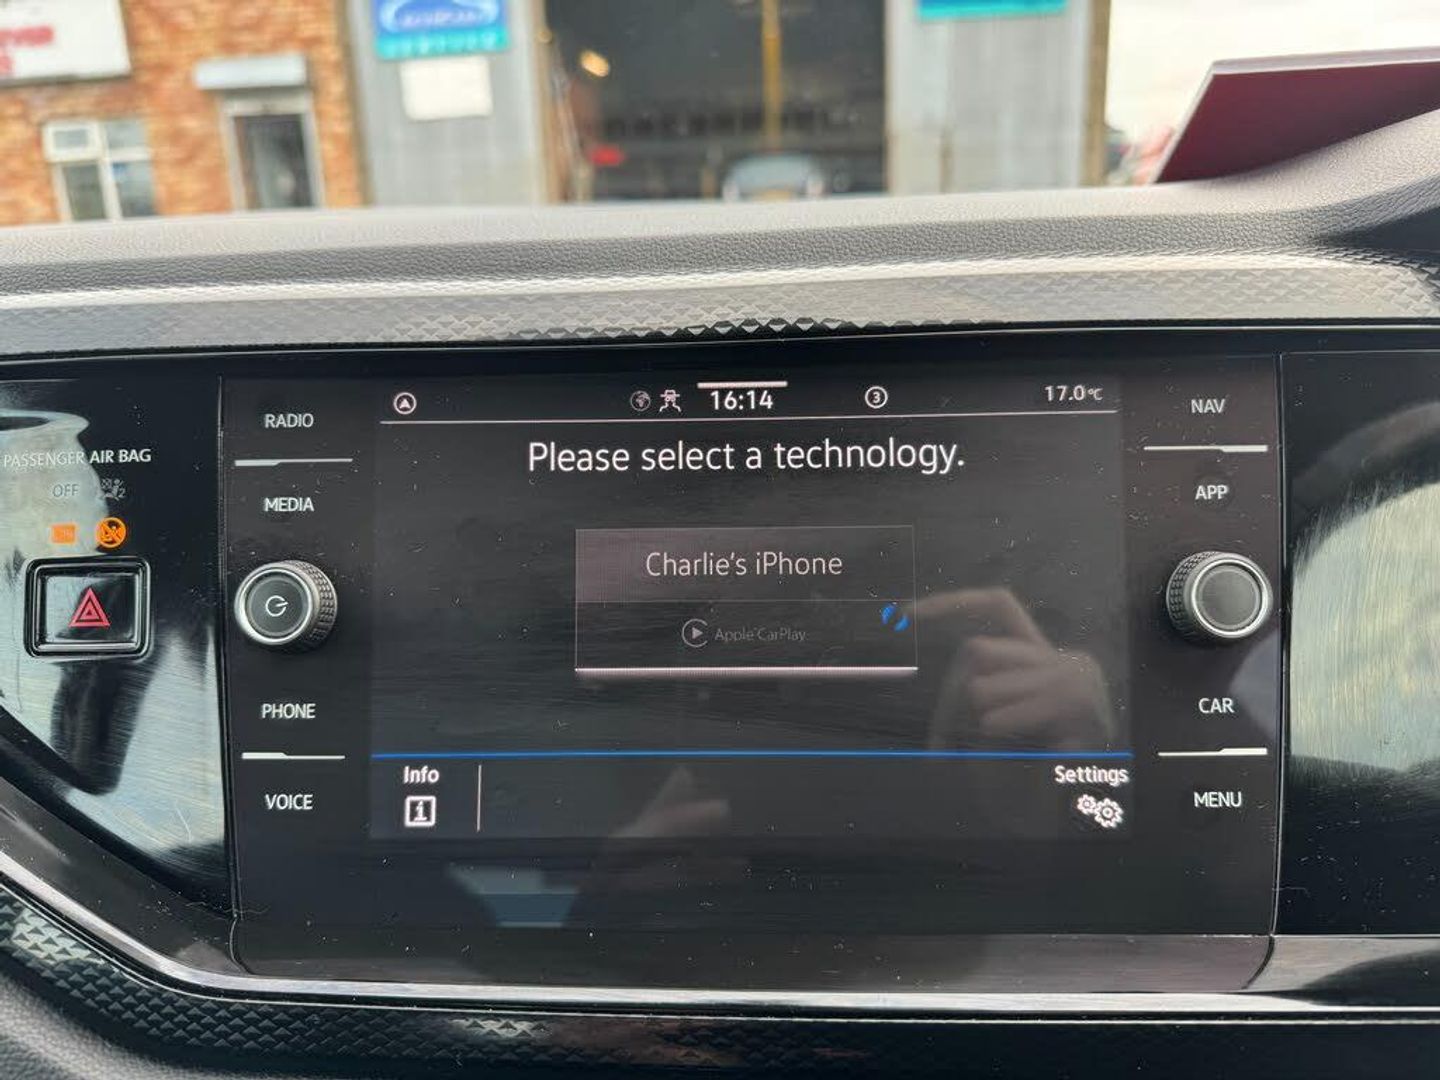 16:14
3
17.0°C
RADIO
NAV
Please select a technology.
PASSENGER AIR BAG
OFF
MEDIA
APP
Charlie's iPhone
Apple CarPlay
PHONE
CAR
Info
Settings
VOICE
MENU